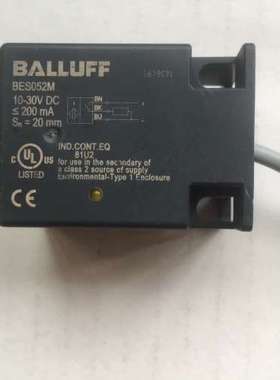 BALLUFF
BES052M
10-30V DC
≤ 200 mA
Sn = 20 mm
BN
BK
BU
C UL US
LISTED
IND.CONT.EQ
81U2
for use in the secondary of
a class 2 source of supply
Environmental-Type 1 Enclosure